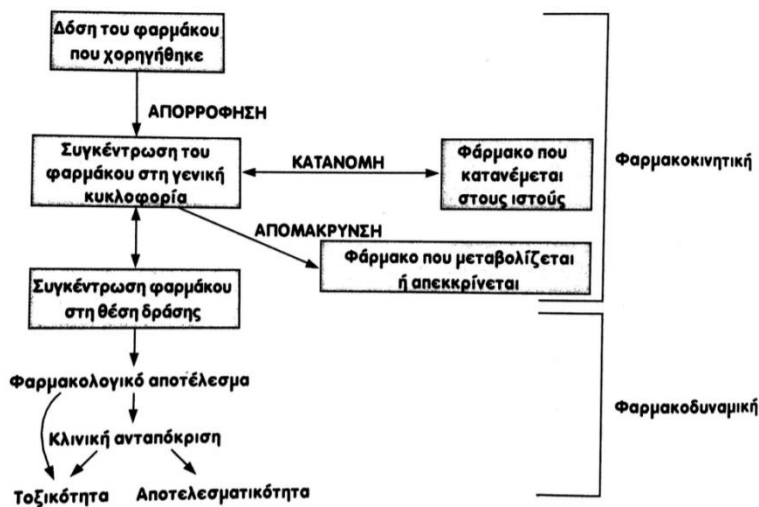 Δόση του φαρμάκου
που χορηγήθηκε
ΑΠΟΡΡΟΦΗΣΗ
Συγκέντρωση του
φαρμάκου στη γενική
κυκλοφορία
ΚΑΤΑΝΟΜΗ
Φάρμακο που
κατανέμεται
στους ιστούς
Φαρμακοκινητική
ΑΠΟΜΑΚΡΥΝΣΗ
Φάρμακο που μεταβολίζεται
ή απεκκρίνεται
Συγκέντρωση φαρμάκου
στη θέση δράσης
Φαρμακολογικό αποτέλεσμα
Φαρμακοδυναμική
Κλινική ανταπόκριση
Τοξικότητα
Αποτελεσματικότητα